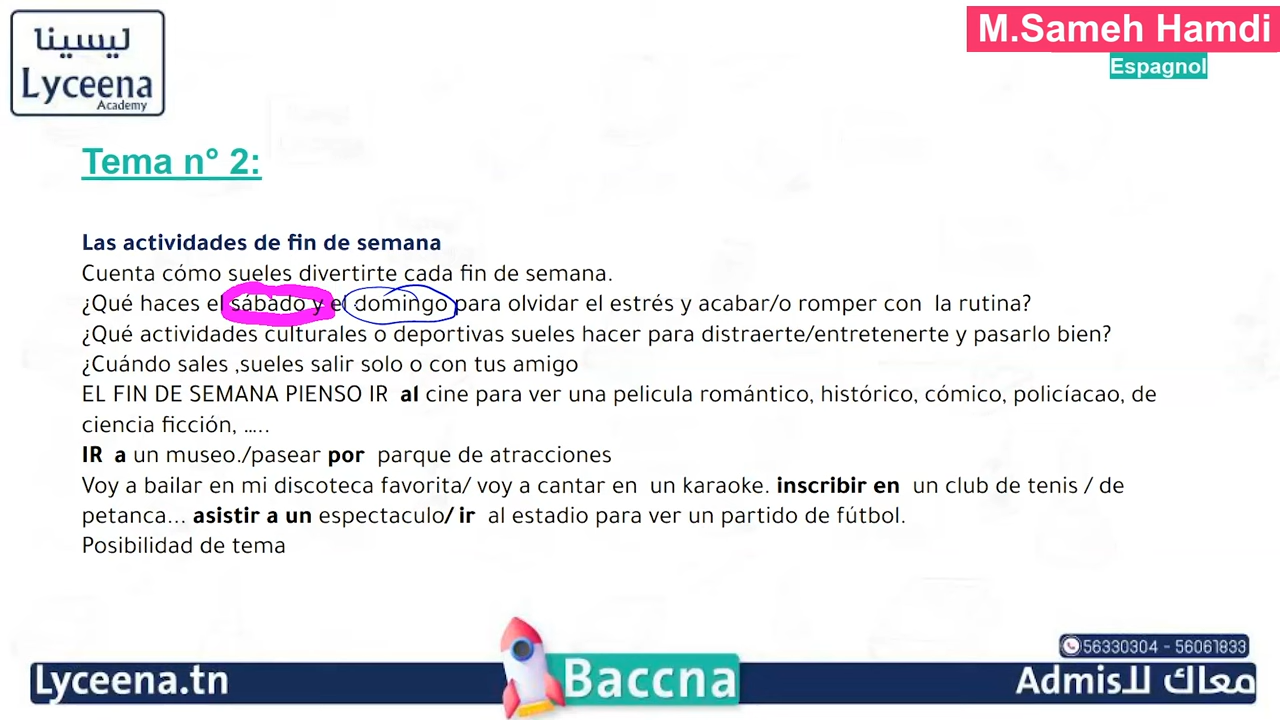 ليسينا
Lyceena
Academy
M.Sameh Hamdi
Espagnol
Tema n° 2:
Las actividades de fin de semana
Cuenta cómo sueles divertirte cada fin de semana.
¿Qué haces el sábado y el domingo para olvidar el estrés y acabar/o romper con la rutina?
¿Qué actividades culturales o deportivas sueles hacer para distraerte/entretenerte y pasarlo bien?
¿Cuándo sales ,sueles salir solo o con tus amigo
EL FIN DE SEMANA PIENSO IR al cine para ver una pelicula romántico, histórico, cómico, policíacao, de
ciencia ficción, …..
IR a un museo./pasear por parque de atracciones
Voy a bailar en mi discoteca favorita/ voy a cantar en un karaoke. inscribir en un club de tenis / de
petanca... asistir a un espectaculo/ ir al estadio para ver un partido de fútbol.
Posibilidad de tema
56330304 - 56061833
Lyceena.tn
Baccna
Admis معاك للـ